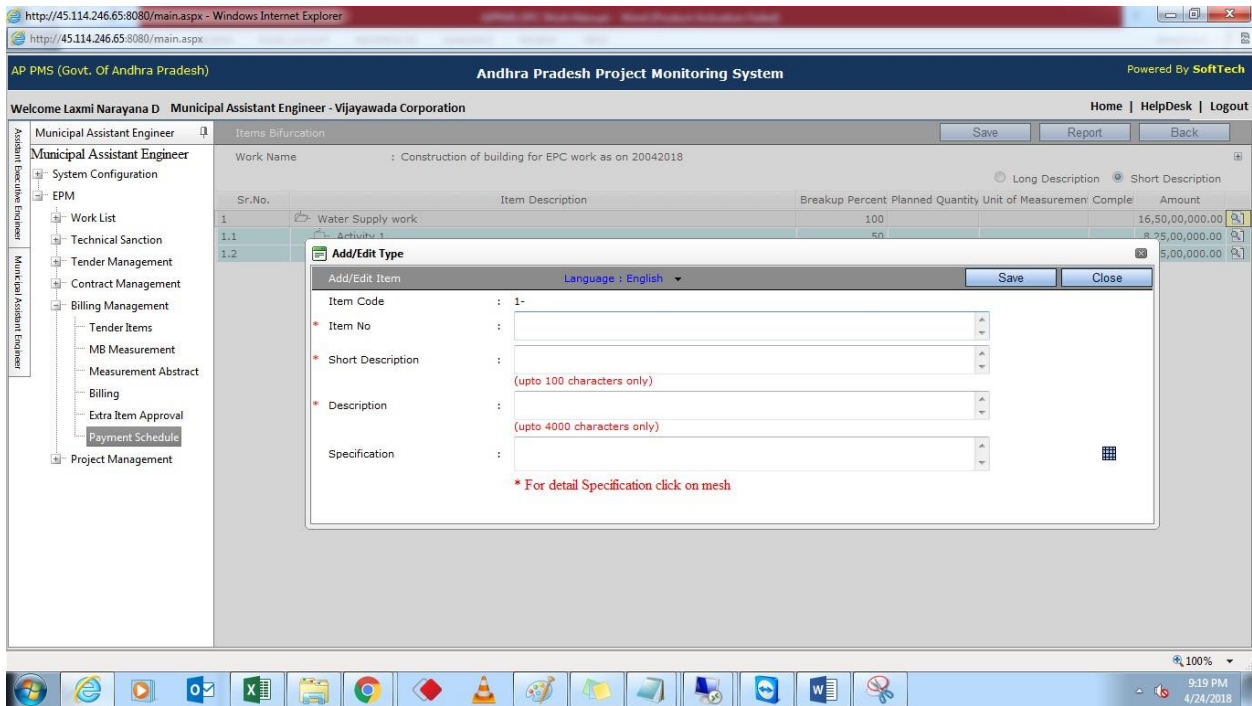 http://45.114.246.65:8080/main.aspx - Windows Internet Explorer
http://45.114.246.65:8080/main.aspx
AP PMS (Govt. Of Andhra Pradesh)
Andhra Pradesh Project Monitoring System
Powered By SoftTech
Welcome Laxmi Narayana D Municipal Assistant Engineer - Vijayawada Corporation
Home | HelpDesk | Logout
Assistant Executive Engineer
Municipal Assistant Engineer
Municipal Assistant Engineer
Municipal Assistant Engineer
System Configuration
EPM
Work List
Technical Sanction
Tender Management
Contract Management
Billing Management
Tender Items
MB Measurement
Measurement Abstract
Billing
Extra Item Approval
Payment Schedule
Project Management
Items Bifurcation
Save Report Back
Work Name : Construction of building for EPC work as on 20042018
Long Description Short Description
Sr.No. Item Description Breakup Percent Planned Quantity Unit of Measuremen Comple Amount
1 Water Supply work 100 16,50,00,000.00
1.1 Activity 1 50 8,25,00,000.00
1.2 5,00,000.00
Add/Edit Type
Add/Edit Item Language : English Save Close
Item Code : 1-
* Item No :
* Short Description :
(upto 100 characters only)
* Description :
(upto 4000 characters only)
Specification :
* For detail Specification click on mesh
100%
9:19 PM
4/24/2018